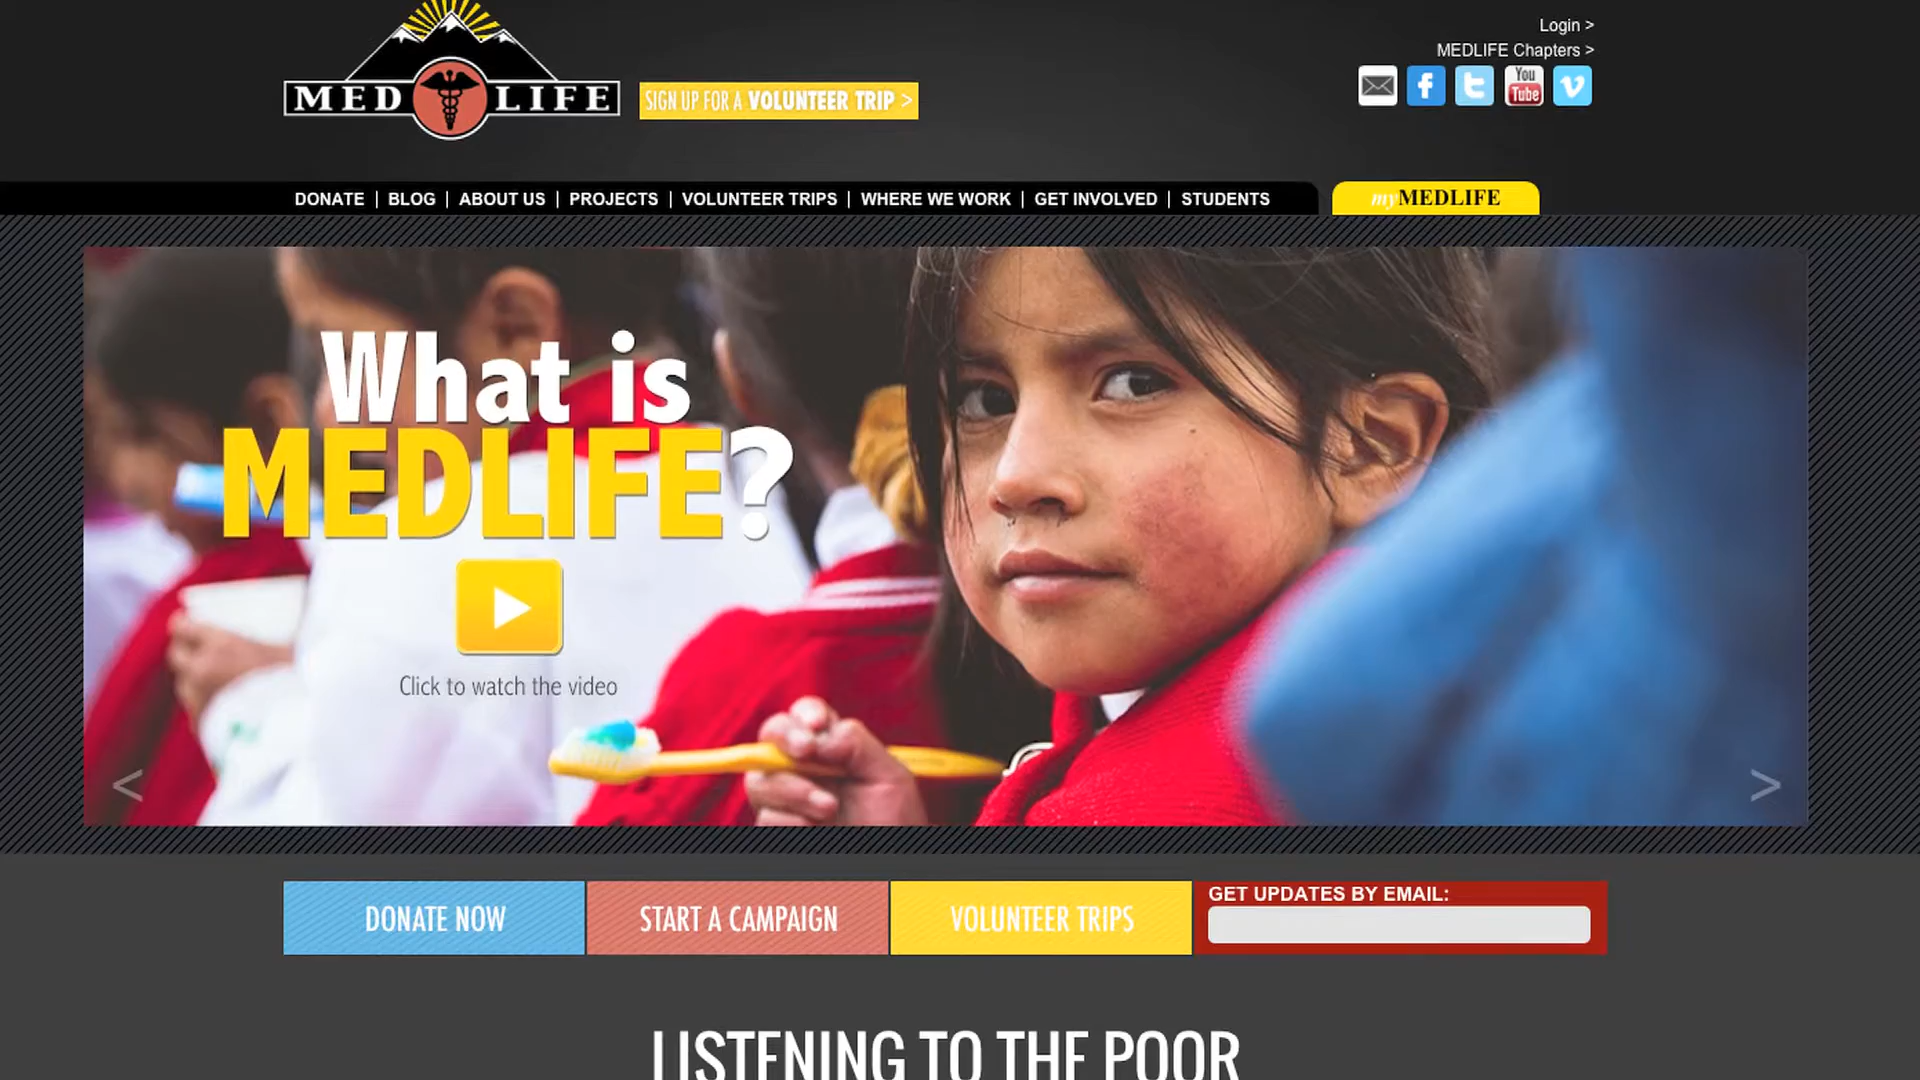 MED LIFE
SIGN UP FOR A VOLUNTEER TRIP >
Login >
MEDLIFE Chapters >
You Tube
DONATE | BLOG | ABOUT US | PROJECTS | VOLUNTEER TRIPS | WHERE WE WORK | GET INVOLVED | STUDENTS
myMEDLIFE
What is
MEDLIFE?
Click to watch the video
< >
DONATE NOW
START A CAMPAIGN
VOLUNTEER TRIPS
GET UPDATES BY EMAIL:
LISTENING TO THE POOR